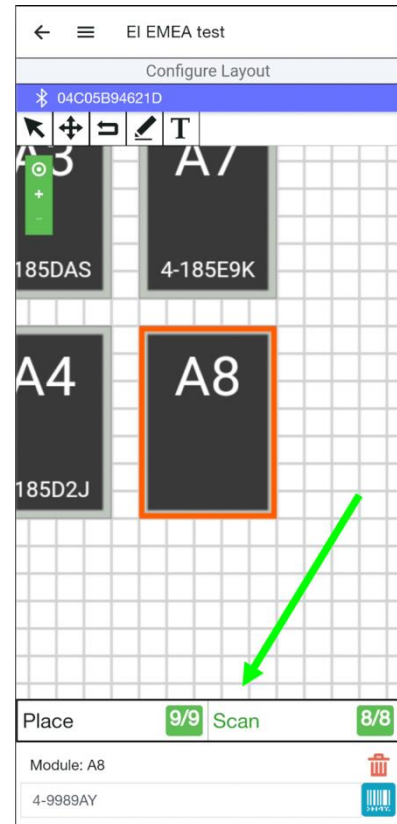 EI EMEA test
Configure Layout
04C05B94621D
T
A3
A7
185DAS
4-185E9K
A4
A8
185D2J
Place 9/9 Scan 8/8
Module: A8
4-9989AY